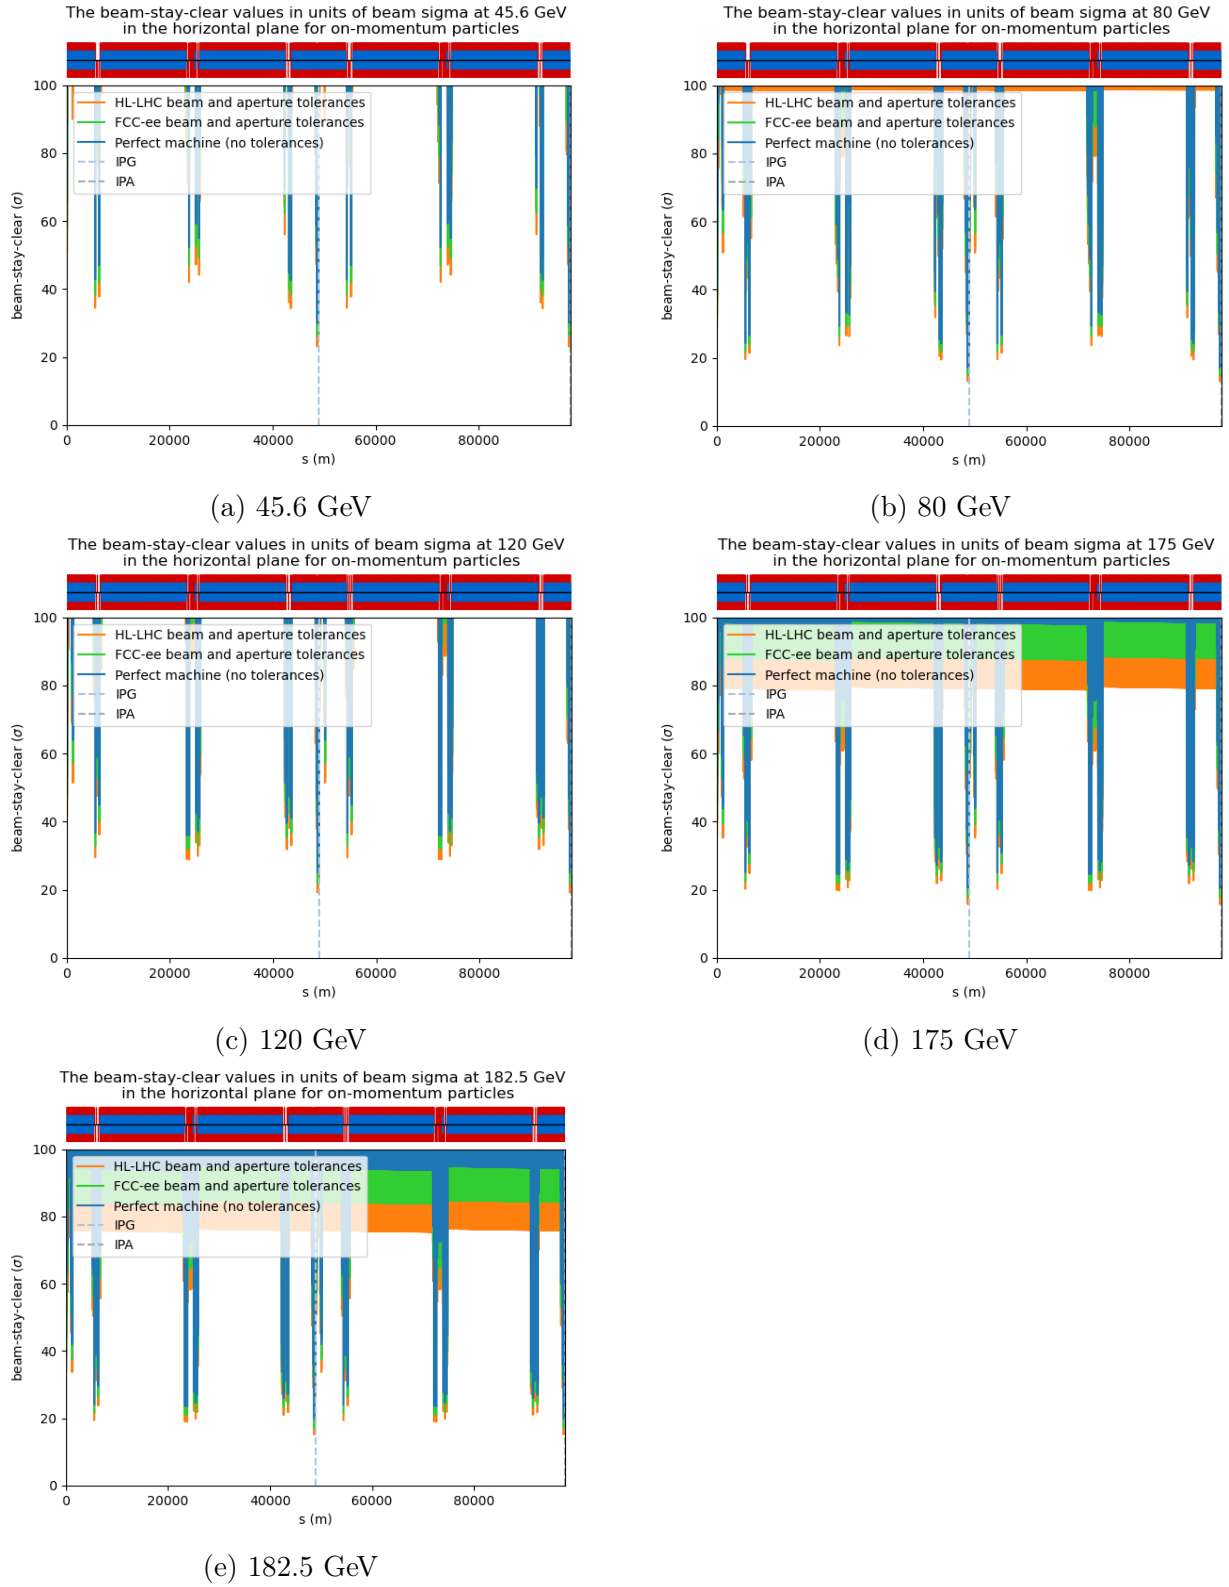 The beam-stay-clear values in units of beam sigma at 45.6 GeV
in the horizontal plane for on-momentum particles
100
80
60
40
20
0
beam-stay-clear (σ)
HL-LHC beam and aperture tolerances
FCC-ee beam and aperture tolerances
Perfect machine (no tolerances)
IPG
IPA
0 20000 40000 60000 80000
s (m)
(a) 45.6 GeV
The beam-stay-clear values in units of beam sigma at 80 GeV
in the horizontal plane for on-momentum particles
100
80
60
40
20
0
beam-stay-clear (σ)
HL-LHC beam and aperture tolerances
FCC-ee beam and aperture tolerances
Perfect machine (no tolerances)
IPG
IPA
0 20000 40000 60000 80000
s (m)
(b) 80 GeV
The beam-stay-clear values in units of beam sigma at 120 GeV
in the horizontal plane for on-momentum particles
100
80
60
40
20
0
beam-stay-clear (σ)
HL-LHC beam and aperture tolerances
FCC-ee beam and aperture tolerances
Perfect machine (no tolerances)
IPG
IPA
0 20000 40000 60000 80000
s (m)
(c) 120 GeV
The beam-stay-clear values in units of beam sigma at 175 GeV
in the horizontal plane for on-momentum particles
100
80
60
40
20
0
beam-stay-clear (σ)
HL-LHC beam and aperture tolerances
FCC-ee beam and aperture tolerances
Perfect machine (no tolerances)
IPG
IPA
0 20000 40000 60000 80000
s (m)
(d) 175 GeV
The beam-stay-clear values in units of beam sigma at 182.5 GeV
in the horizontal plane for on-momentum particles
100
80
60
40
20
0
beam-stay-clear (σ)
HL-LHC beam and aperture tolerances
FCC-ee beam and aperture tolerances
Perfect machine (no tolerances)
IPG
IPA
0 20000 40000 60000 80000
s (m)
(e) 182.5 GeV